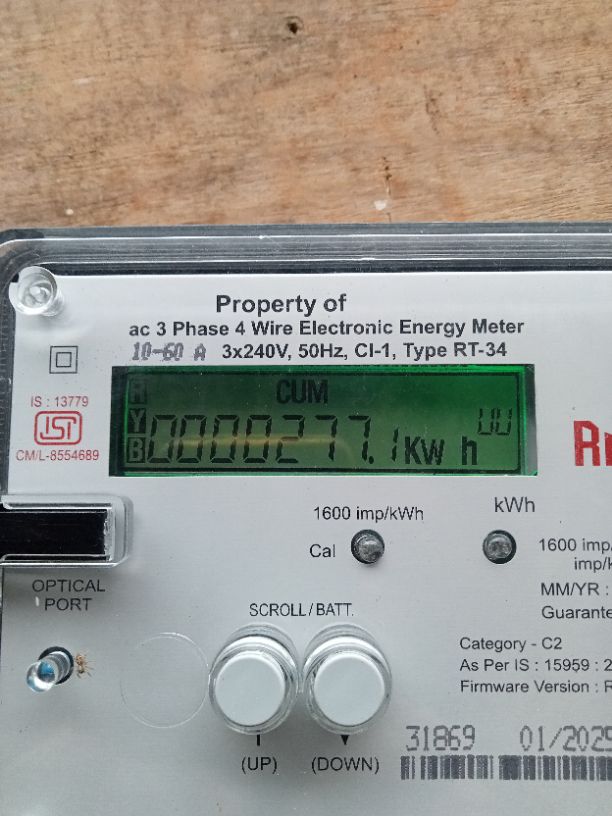 Property of
ac 3 Phase 4 Wire Electronic Energy Meter
10-60 A 3x240V, 50Hz, Cl-1, Type RT-34
IS : 13779
CM/L-8554689
R
Y
B
CUM
0000277.1 Kw h
1600 imp/kWh
kWh
Cal
1600 imp/
imp/k
OPTICAL
PORT
MM/YR :
Guarante
SCROLL/BATT.
Category - C2
As Per IS : 15959 : 2
Firmware Version : R
(UP) (DOWN)
31869 01/2029